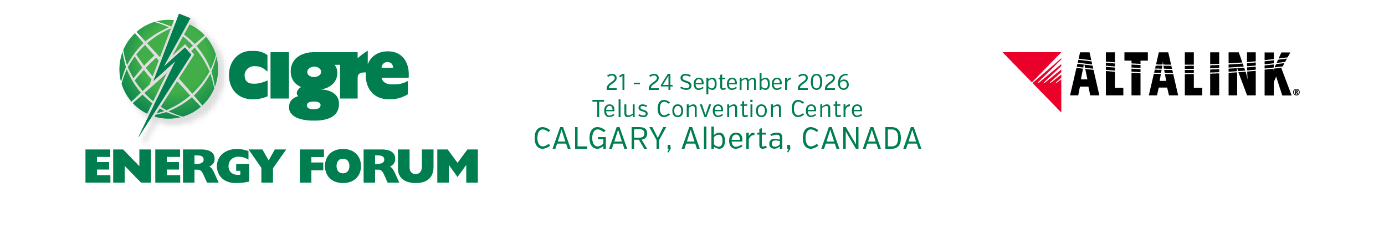 cigre
ENERGY FORUM
21 - 24 September 2026
Telus Convention Centre
CALGARY, Alberta, CANADA
ALTALINK®